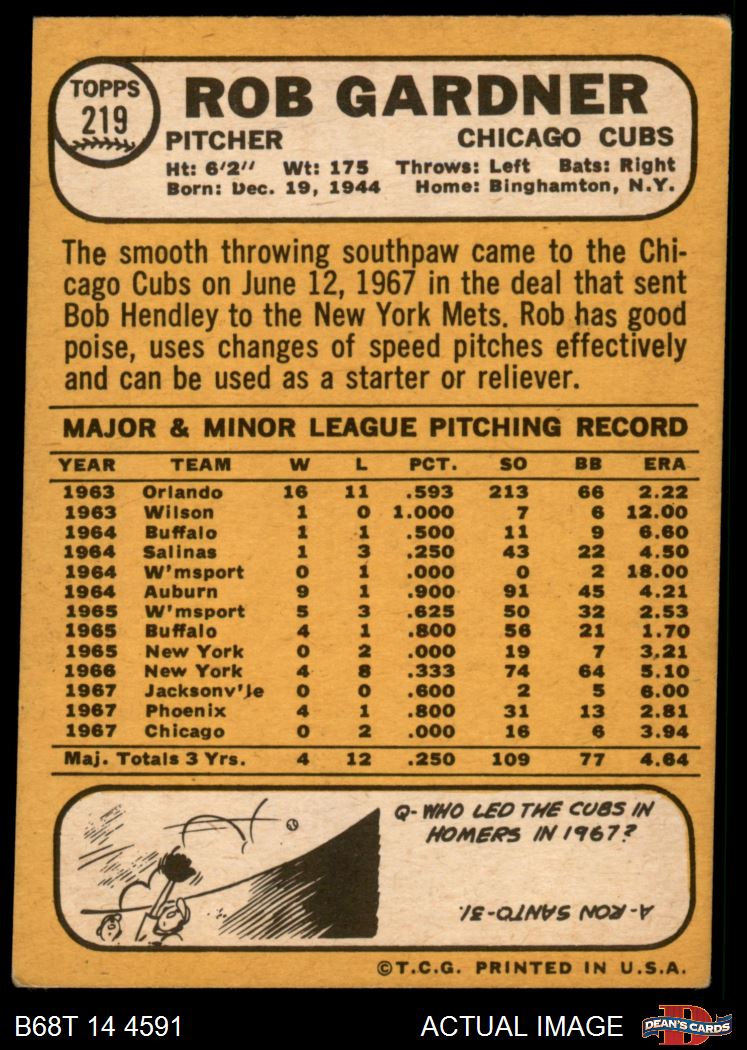 TOPPS
219
ROB GARDNER
PITCHER CHICAGO CUBS
Ht: 6'2" Wt: 175 Throws: Left Bats: Right
Born: Dec. 19, 1944 Home: Binghamton, N.Y.
The smooth throwing southpaw came to the Chi-
cago Cubs on June 12, 1967 in the deal that sent
Bob Hendley to the New York Mets. Rob has good
poise, uses changes of speed pitches effectively
and can be used as a starter or reliever.
MAJOR & MINOR LEAGUE PITCHING RECORD
YEAR TEAM W L PCT. SO BB ERA
1963 Orlando 16 11 .593 213 66 2.22
1963 Wilson 1 0 1.000 7 6 12.00
1964 Buffalo 1 1 .500 11 9 6.60
1964 Salinas 1 3 .250 43 22 4.50
1964 W'msport 0 1 .000 0 2 18.00
1964 Auburn 9 1 .900 91 45 4.21
1965 W'msport 5 3 .625 50 32 2.53
1965 Buffalo 4 1 .800 56 21 1.70
1965 New York 0 2 .000 19 7 3.21
1966 New York 4 8 .333 74 64 5.10
1967 Jacksonv'le 0 0 .600 2 5 6.00
1967 Phoenix 4 1 .800 31 13 2.81
1967 Chicago 0 2 .000 16 6 3.94
Maj. Totals 3 Yrs. 4 12 .250 109 77 4.64
Q-WHO LED THE CUBS IN
HOMERS IN 1967?
A-RON SANTO-31.
©T.C.G. PRINTED IN U.S.A.
B68T 14 4591 ACTUAL IMAGE
D
DEAN'S CARDS